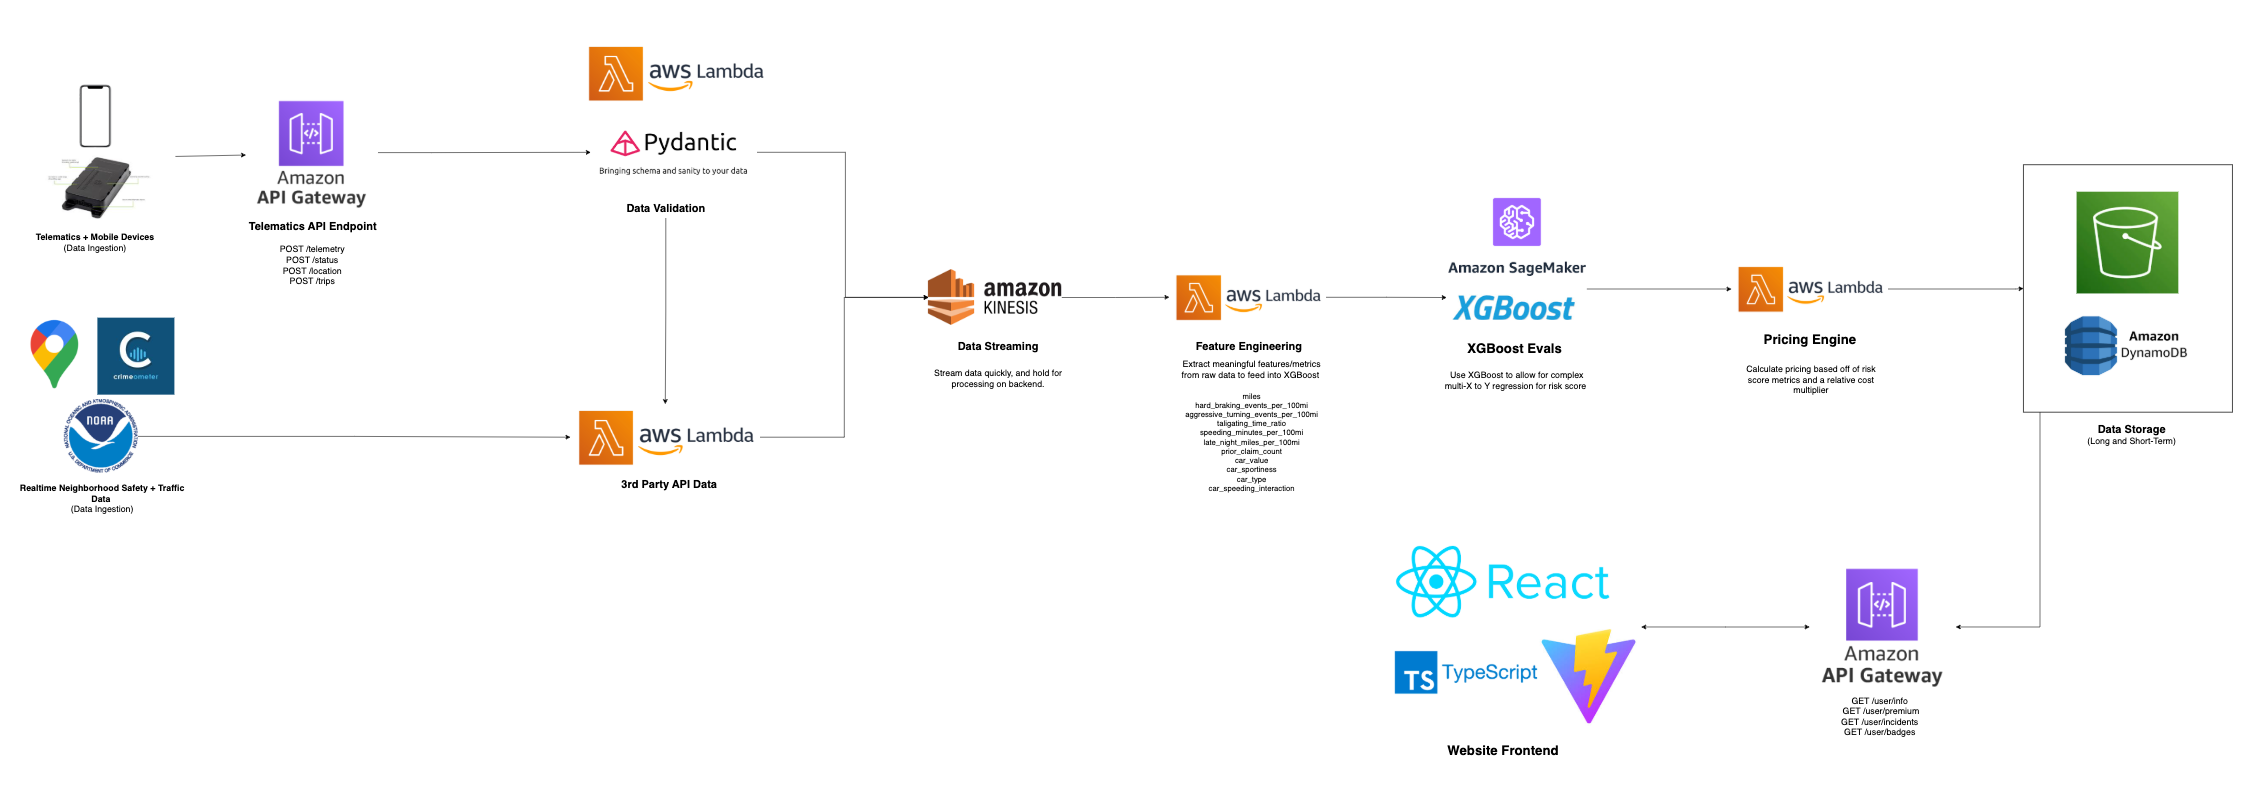 aws Lambda
Pydantic
Bringing schema and sanity to your data
Data Validation
Telematics + Mobile Devices
(Data Ingestion)
Amazon
API Gateway
Telematics API Endpoint
POST /telemetry
POST /status
POST /location
POST /trips
crimeometer
NATIONAL OCEANIC AND ATMOSPHERIC ADMINISTRATION
NOAA
U.S. DEPARTMENT OF COMMERCE
Realtime Neighborhood Safety + Traffic
Data
(Data Ingestion)
aws Lambda
3rd Party API Data
amazon
KINESIS
Data Streaming
Stream data quickly, and hold for
processing on backend.
aws Lambda
Feature Engineering
Extract meaningful features/metrics
from raw data to feed into XGBoost
miles
hard_braking_events_per_100mi
aggressive_turning_events_per_100mi
taligating_time_ratio
speeding_minutes_per_100mi
late_night_miles_per_100mi
prior_claim_count
car_value
car_sportiness
car_type
car_speeding_interaction
Amazon SageMaker
XGBoost
XGBoost Evals
Use XGBoost to allow for complex
multi-X to Y regression for risk score
aws Lambda
Pricing Engine
Calculate pricing based off of risk
score metrics and a relative cost
multiplier
Amazon
DynamoDB
Data Storage
(Long and Short-Term)
React
TS TypeScript
Website Frontend
Amazon
API Gateway
GET /user/info
GET /user/premium
GET /user/incidents
GET /user/badges